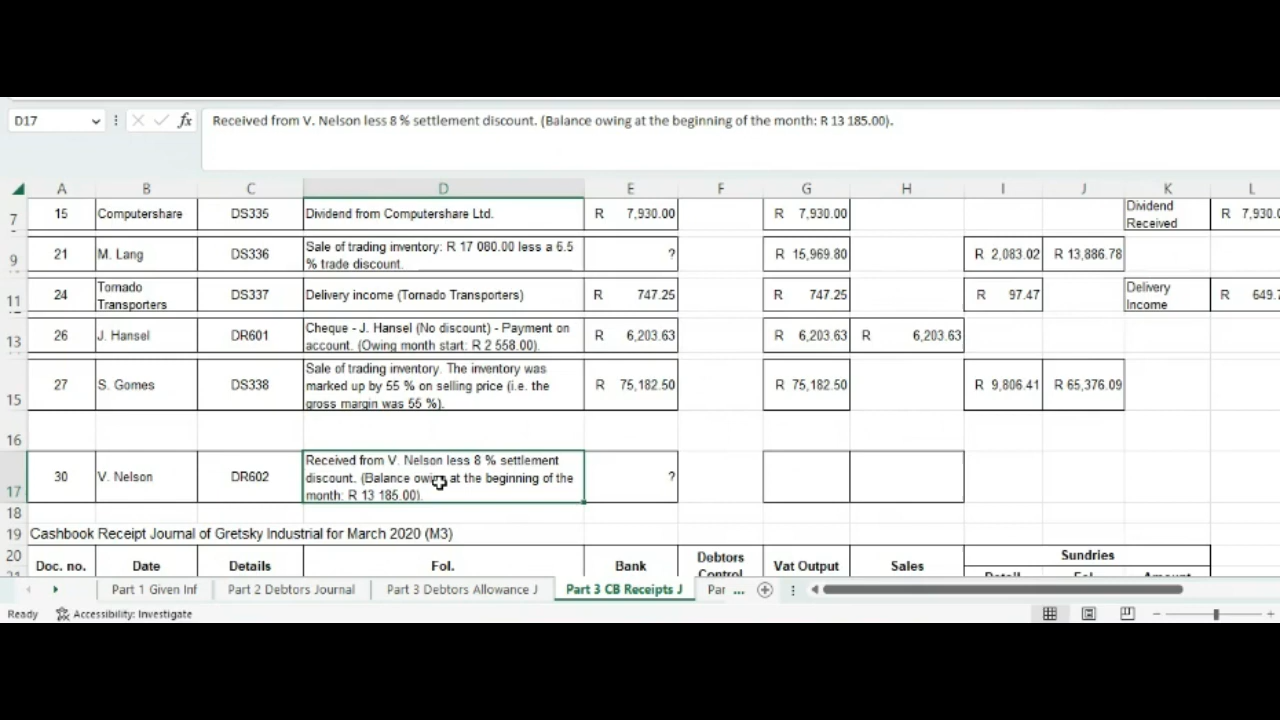 D17
fx
Received from V. Nelson less 8 % settlement discount. (Balance owing at the beginning of the month: R 13 185.00).
A B C D E F G H I J K L
7 15 Computershare DS335 Dividend from Computershare Ltd. R 7,930.00 R 7,930.00 Dividend R 7,930.0
Received
9 21 M. Lang DS336 Sale of trading inventory: R 17 080.00 less a 6.5 ? R 15,969.80 R 2,083.02 R 13,886.78
% trade discount.
11 24 Tornado DS337 Delivery income (Tornado Transporters) R 747.25 R 747.25 R 97.47 Delivery R 649.7
Transporters Income
13 26 J. Hansel DR601 Cheque - J. Hansel (No discount) - Payment on R 6,203.63 R 6,203.63 R 6,203.63
account. (Owing month start: R 2 558.00).
15 27 S. Gomes DS338 Sale of trading inventory. The inventory was R 75,182.50 R 75,182.50 R 9,806.41 R 65,376.09
marked up by 55 % on selling price (i.e. the
gross margin was 55 %).
16
17 30 V. Nelson DR602 Received from V. Nelson less 8 % settlement ?
discount. (Balance owing at the beginning of the
month: R 13 185.00).
18
19 Cashbook Receipt Journal of Gretsky Industrial for March 2020 (M3)
20 Doc. no. Date Details Fol. Bank Debtors Vat Output Sales Sundries
21 Control Detail Fol. Amount
Part 1 Given Inf Part 2 Debtors Journal Part 3 Debtors Allowance J Part 3 CB Receipts J Par ...
Ready Accessibility: Investigate